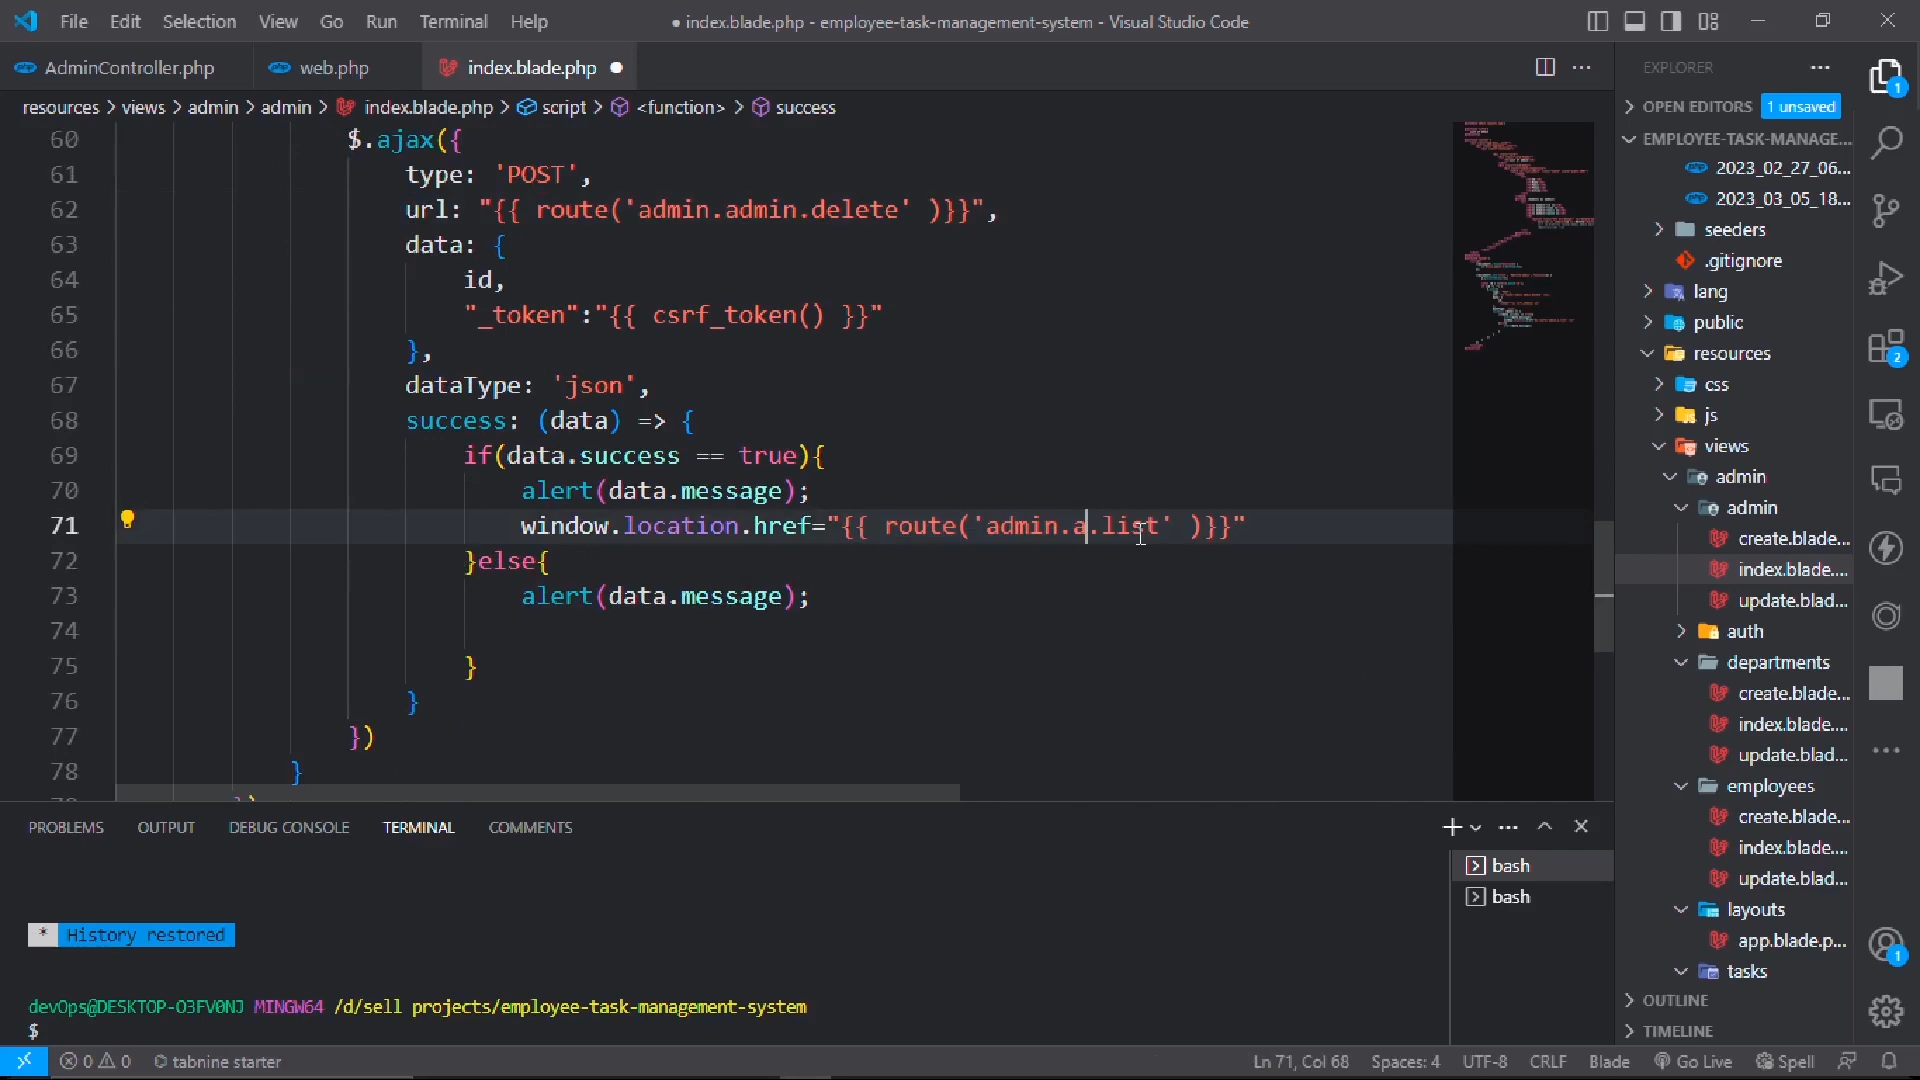 File Edit Selection View Go Run Terminal Help ● index.blade.php - employee-task-management-system - Visual Studio Code
AdminController.php web.php index.blade.php ●
resources > views > admin > admin > index.blade.php > script > <function> > success
60 $.ajax({
61 type: 'POST',
62 url: "{{ route('admin.admin.delete' )}}",
63 data: {
64 id,
65 "_token":"{{ csrf_token() }}"
66 },
67 dataType: 'json',
68 success: (data) => {
69 if(data.success == true){
70 alert(data.message);
71 window.location.href="{{ route('admin.a.list' )}}"
72 }else{
73 alert(data.message);
74
75 }
76 }
77 })
78 }
PROBLEMS OUTPUT DEBUG CONSOLE TERMINAL COMMENTS
* History restored
devOps@DESKTOP-O3FV0NJ MINGW64 /d/sell projects/employee-task-management-system
$
bash
bash
EXPLORER
OPEN EDITORS 1 unsaved
EMPLOYEE-TASK-MANAGE...
2023_02_27_06...
2023_03_05_18...
seeders
.gitignore
lang
public
resources
css
js
views
admin
admin
create.blade...
index.blade....
update.blad...
auth
departments
create.blade...
index.blade....
update.blad...
employees
create.blade...
index.blade....
update.blad...
layouts
app.blade.p...
tasks
OUTLINE
TIMELINE
1
2
1
0 0 tabnine starter Ln 71, Col 68 Spaces: 4 UTF-8 CRLF Blade Go Live Spell